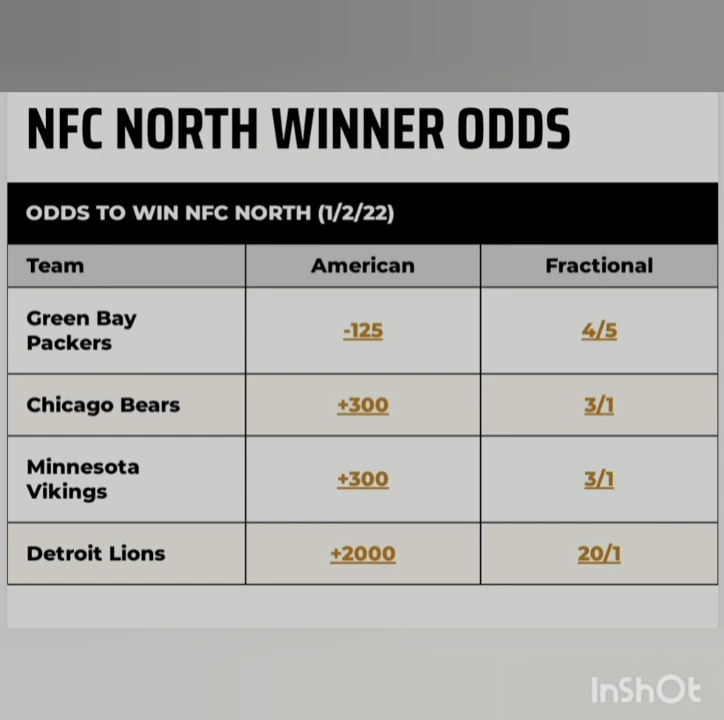 NFC NORTH WINNER ODDS
ODDS TO WIN NFC NORTH (1/2/22)
Team American Fractional
Green Bay
Packers -125 4/5
Chicago Bears +300 3/1
Minnesota
Vikings +300 3/1
Detroit Lions +2000 20/1
InShOt